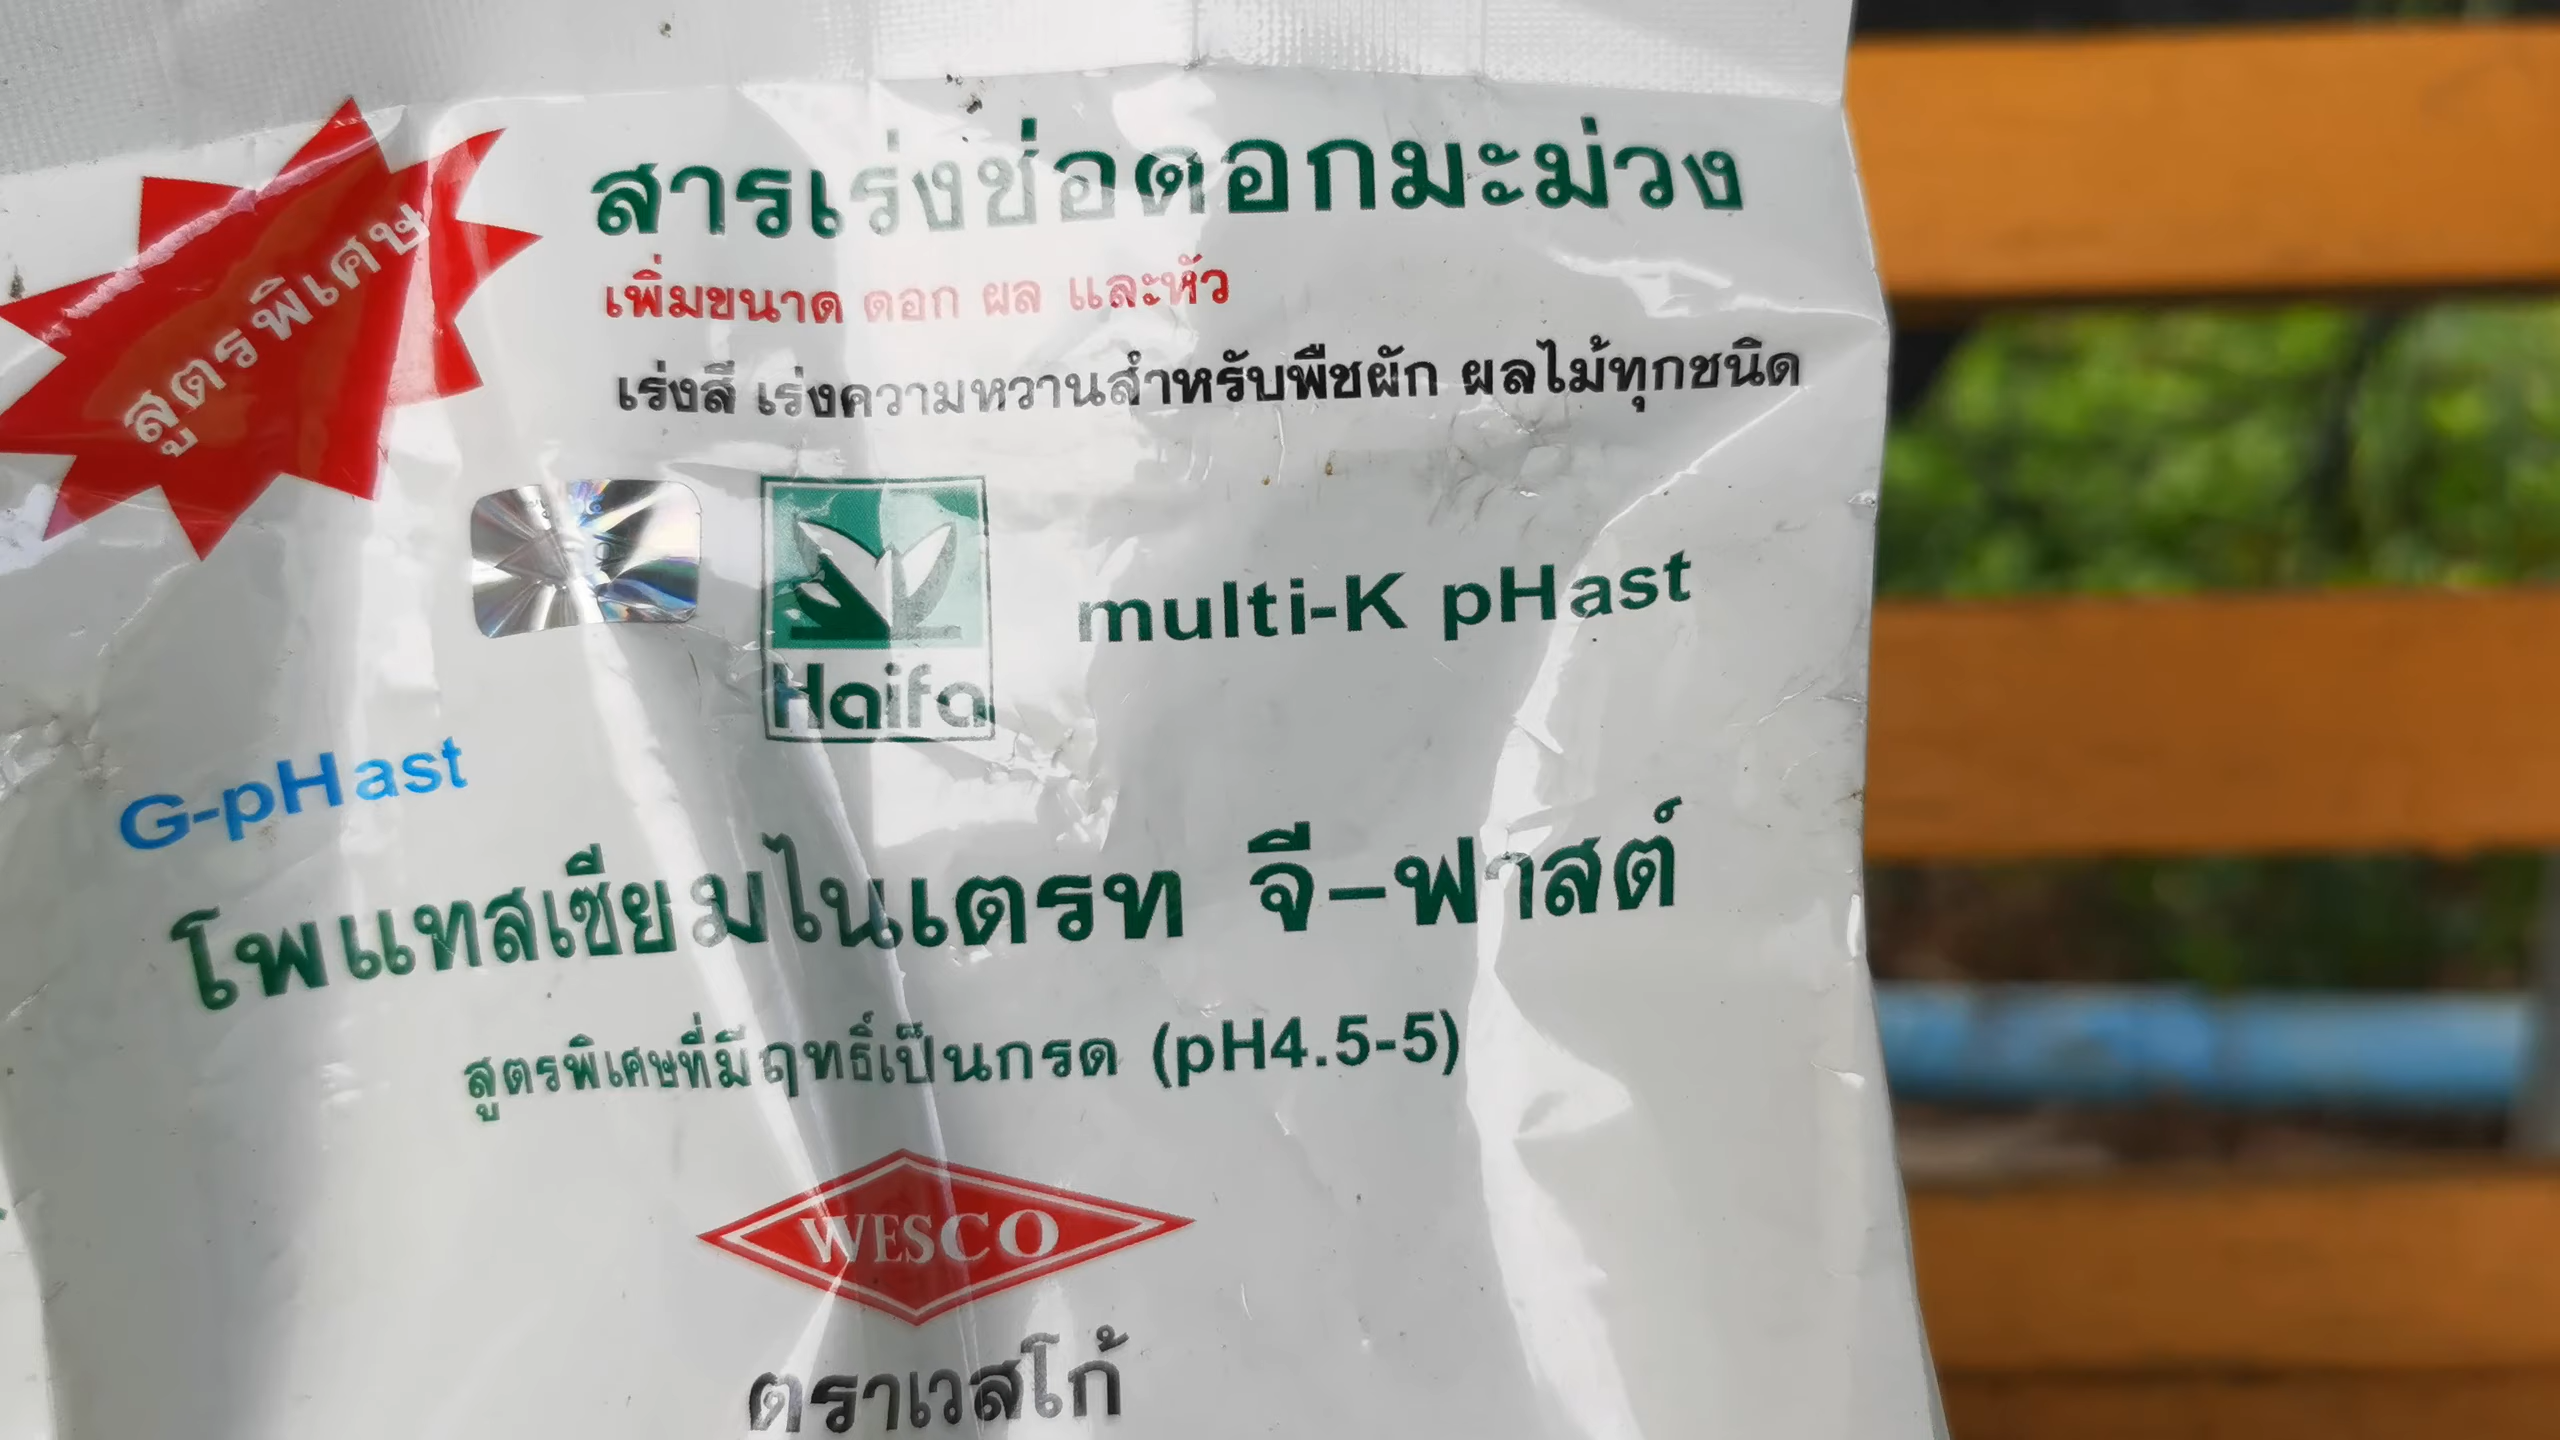 สูตรพิเศษ
สารเร่งช่อดอกมะม่วง
เพิ่มขนาด ดอก ผล และหัว
เร่งสี เร่งความหวานสำหรับพืชผัก ผลไม้ทุกชนิด
Haifa
multi-K pHast
G-pHast
โพแทสเซียมไนเตรท จี-ฟาสต์
สูตรพิเศษที่มีฤทธิ์เป็นกรด (pH4.5-5)
WESCO
ตราเวสโก้